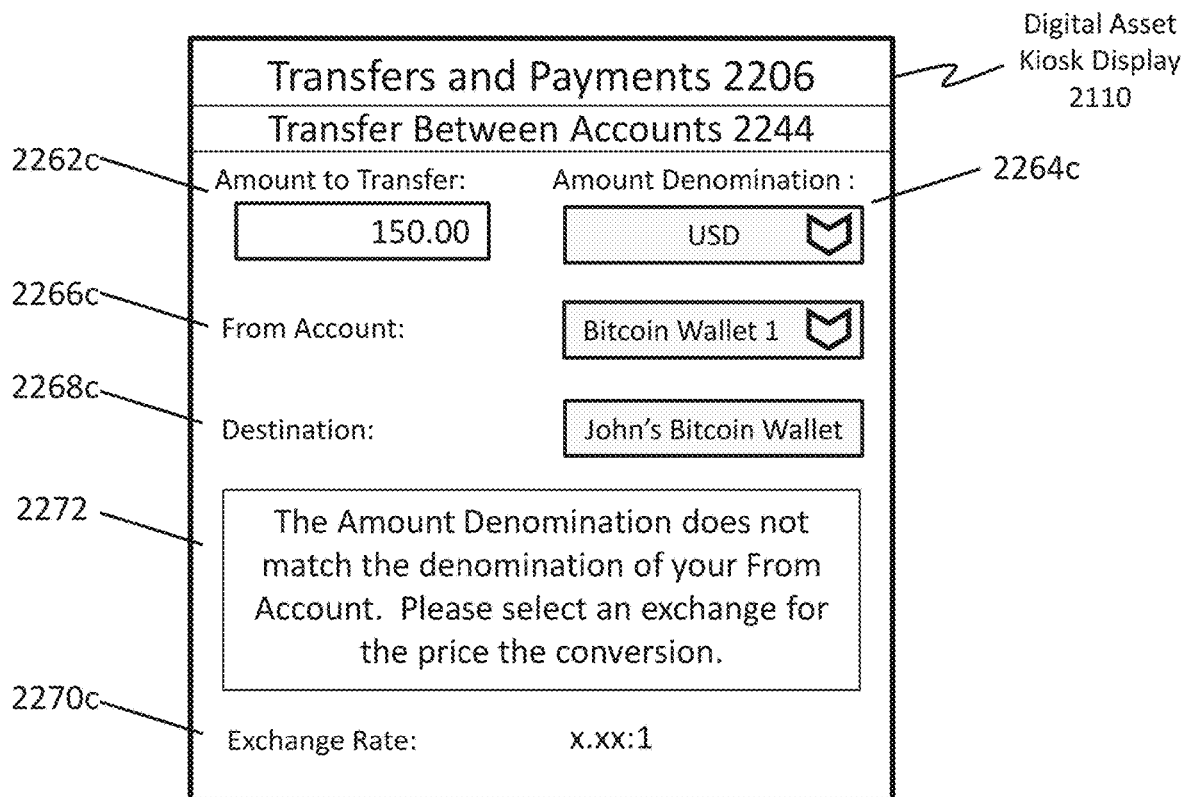 Digital Asset
Kiosk Display
2110
Transfers and Payments 2206
Transfer Between Accounts 2244
2262c
Amount to Transfer:
Amount Denomination :
2264c
150.00
USD
2266c
From Account:
Bitcoin Wallet 1
2268c
Destination:
John's Bitcoin Wallet
2272
The Amount Denomination does not
match the denomination of your From
Account. Please select an exchange for
the price the conversion.
2270c
Exchange Rate:
x.xx:1